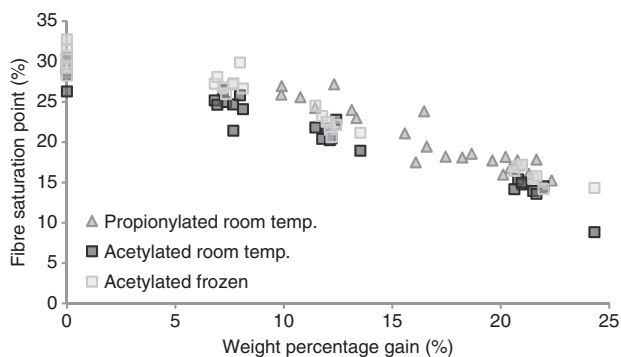 Fibre saturation point (%)
35
30
25
20
15
10
5
0
Propionylated room temp.
Acetylated room temp.
Acetylated frozen
0 5 10 15 20 25
Weight percentage gain (%)